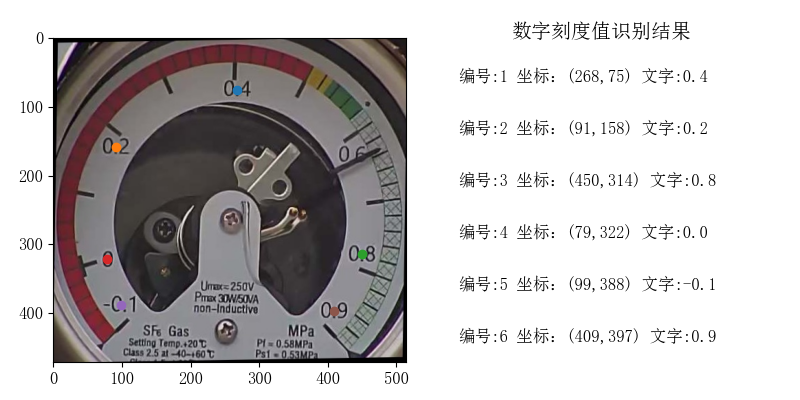 数字刻度值识别结果
编号:1 坐标: (268,75) 文字:0.4
编号:2 坐标: (91,158) 文字:0.2
编号:3 坐标: (450,314) 文字:0.8
编号:4 坐标: (79,322) 文字:0.0
编号:5 坐标: (99,388) 文字:-0.1
编号:6 坐标: (409,397) 文字:0.9
0
100
200
300
400
0 100 200 300 400 500
0.4
0.2
0.6
0
0.8
-0.1
0.9
Umax=250V
Pmax 30W/50VA
non-inductive
SF₆ Gas
MPa
Setting Temp.+20℃
Pf = 0.58MPa
Class 2.5 at -40~+60℃
Ps1 = 0.53MPa